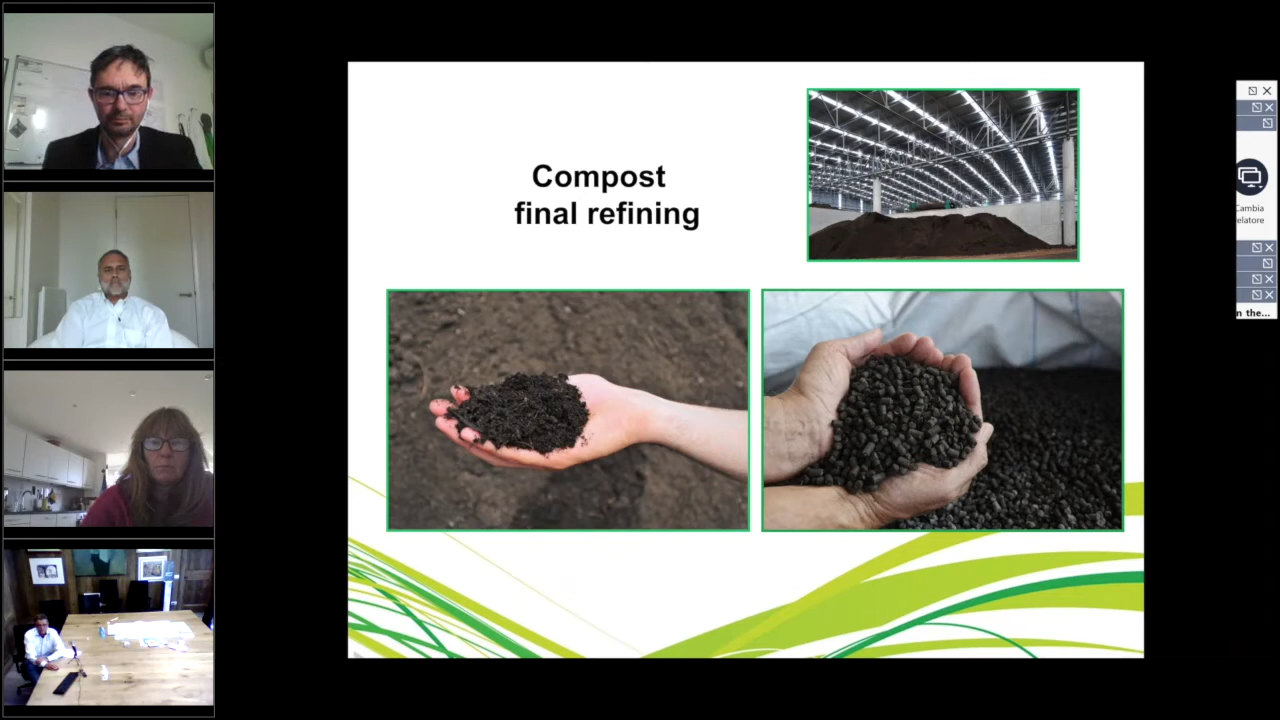 Compost
final refining
Cambia
elatore
n the...